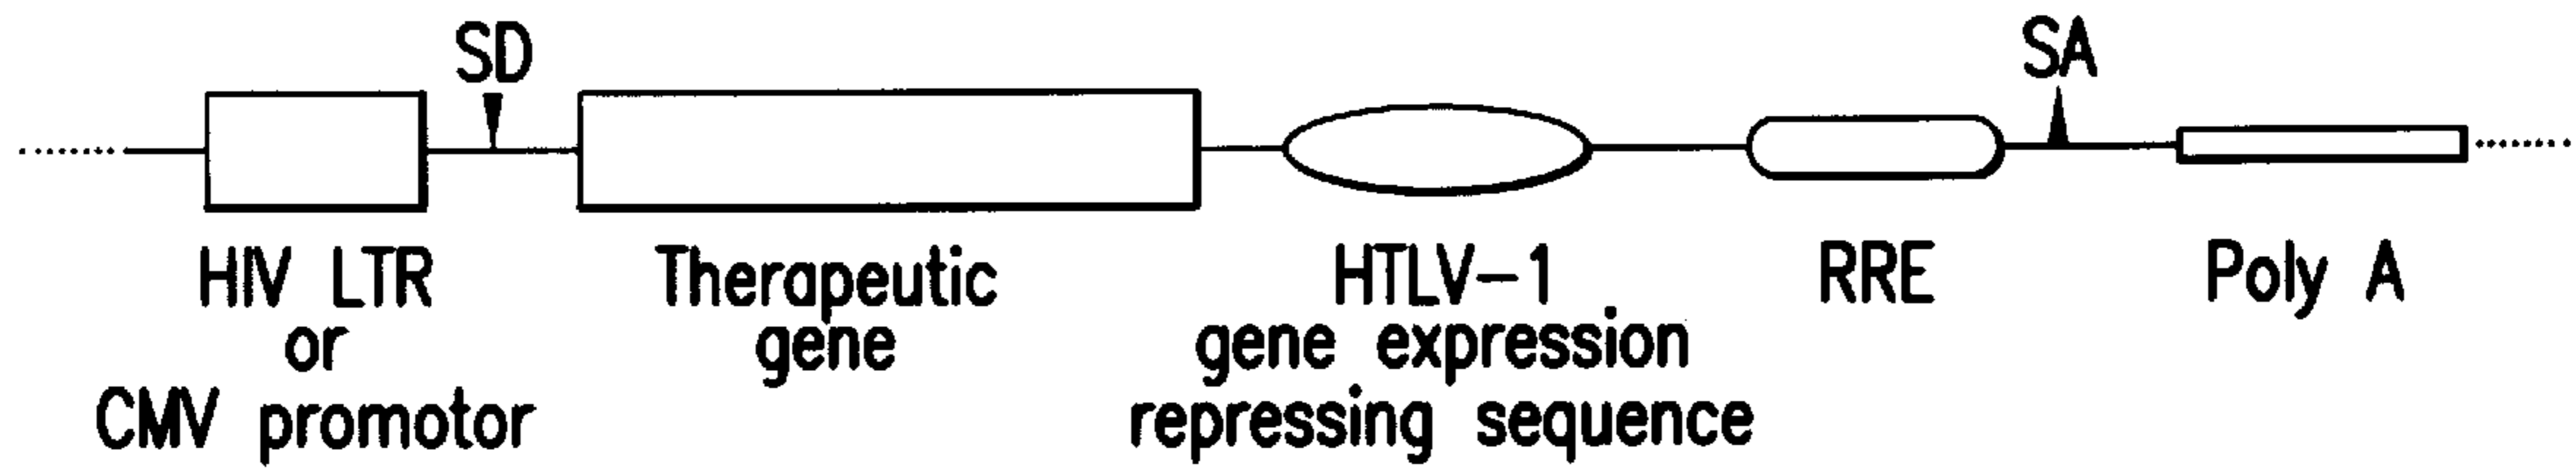 SD
SA
HIV LTR
or
CMV promotor
Therapeutic
gene
HTLV-1
gene expression
repressing sequence
RRE
Poly A